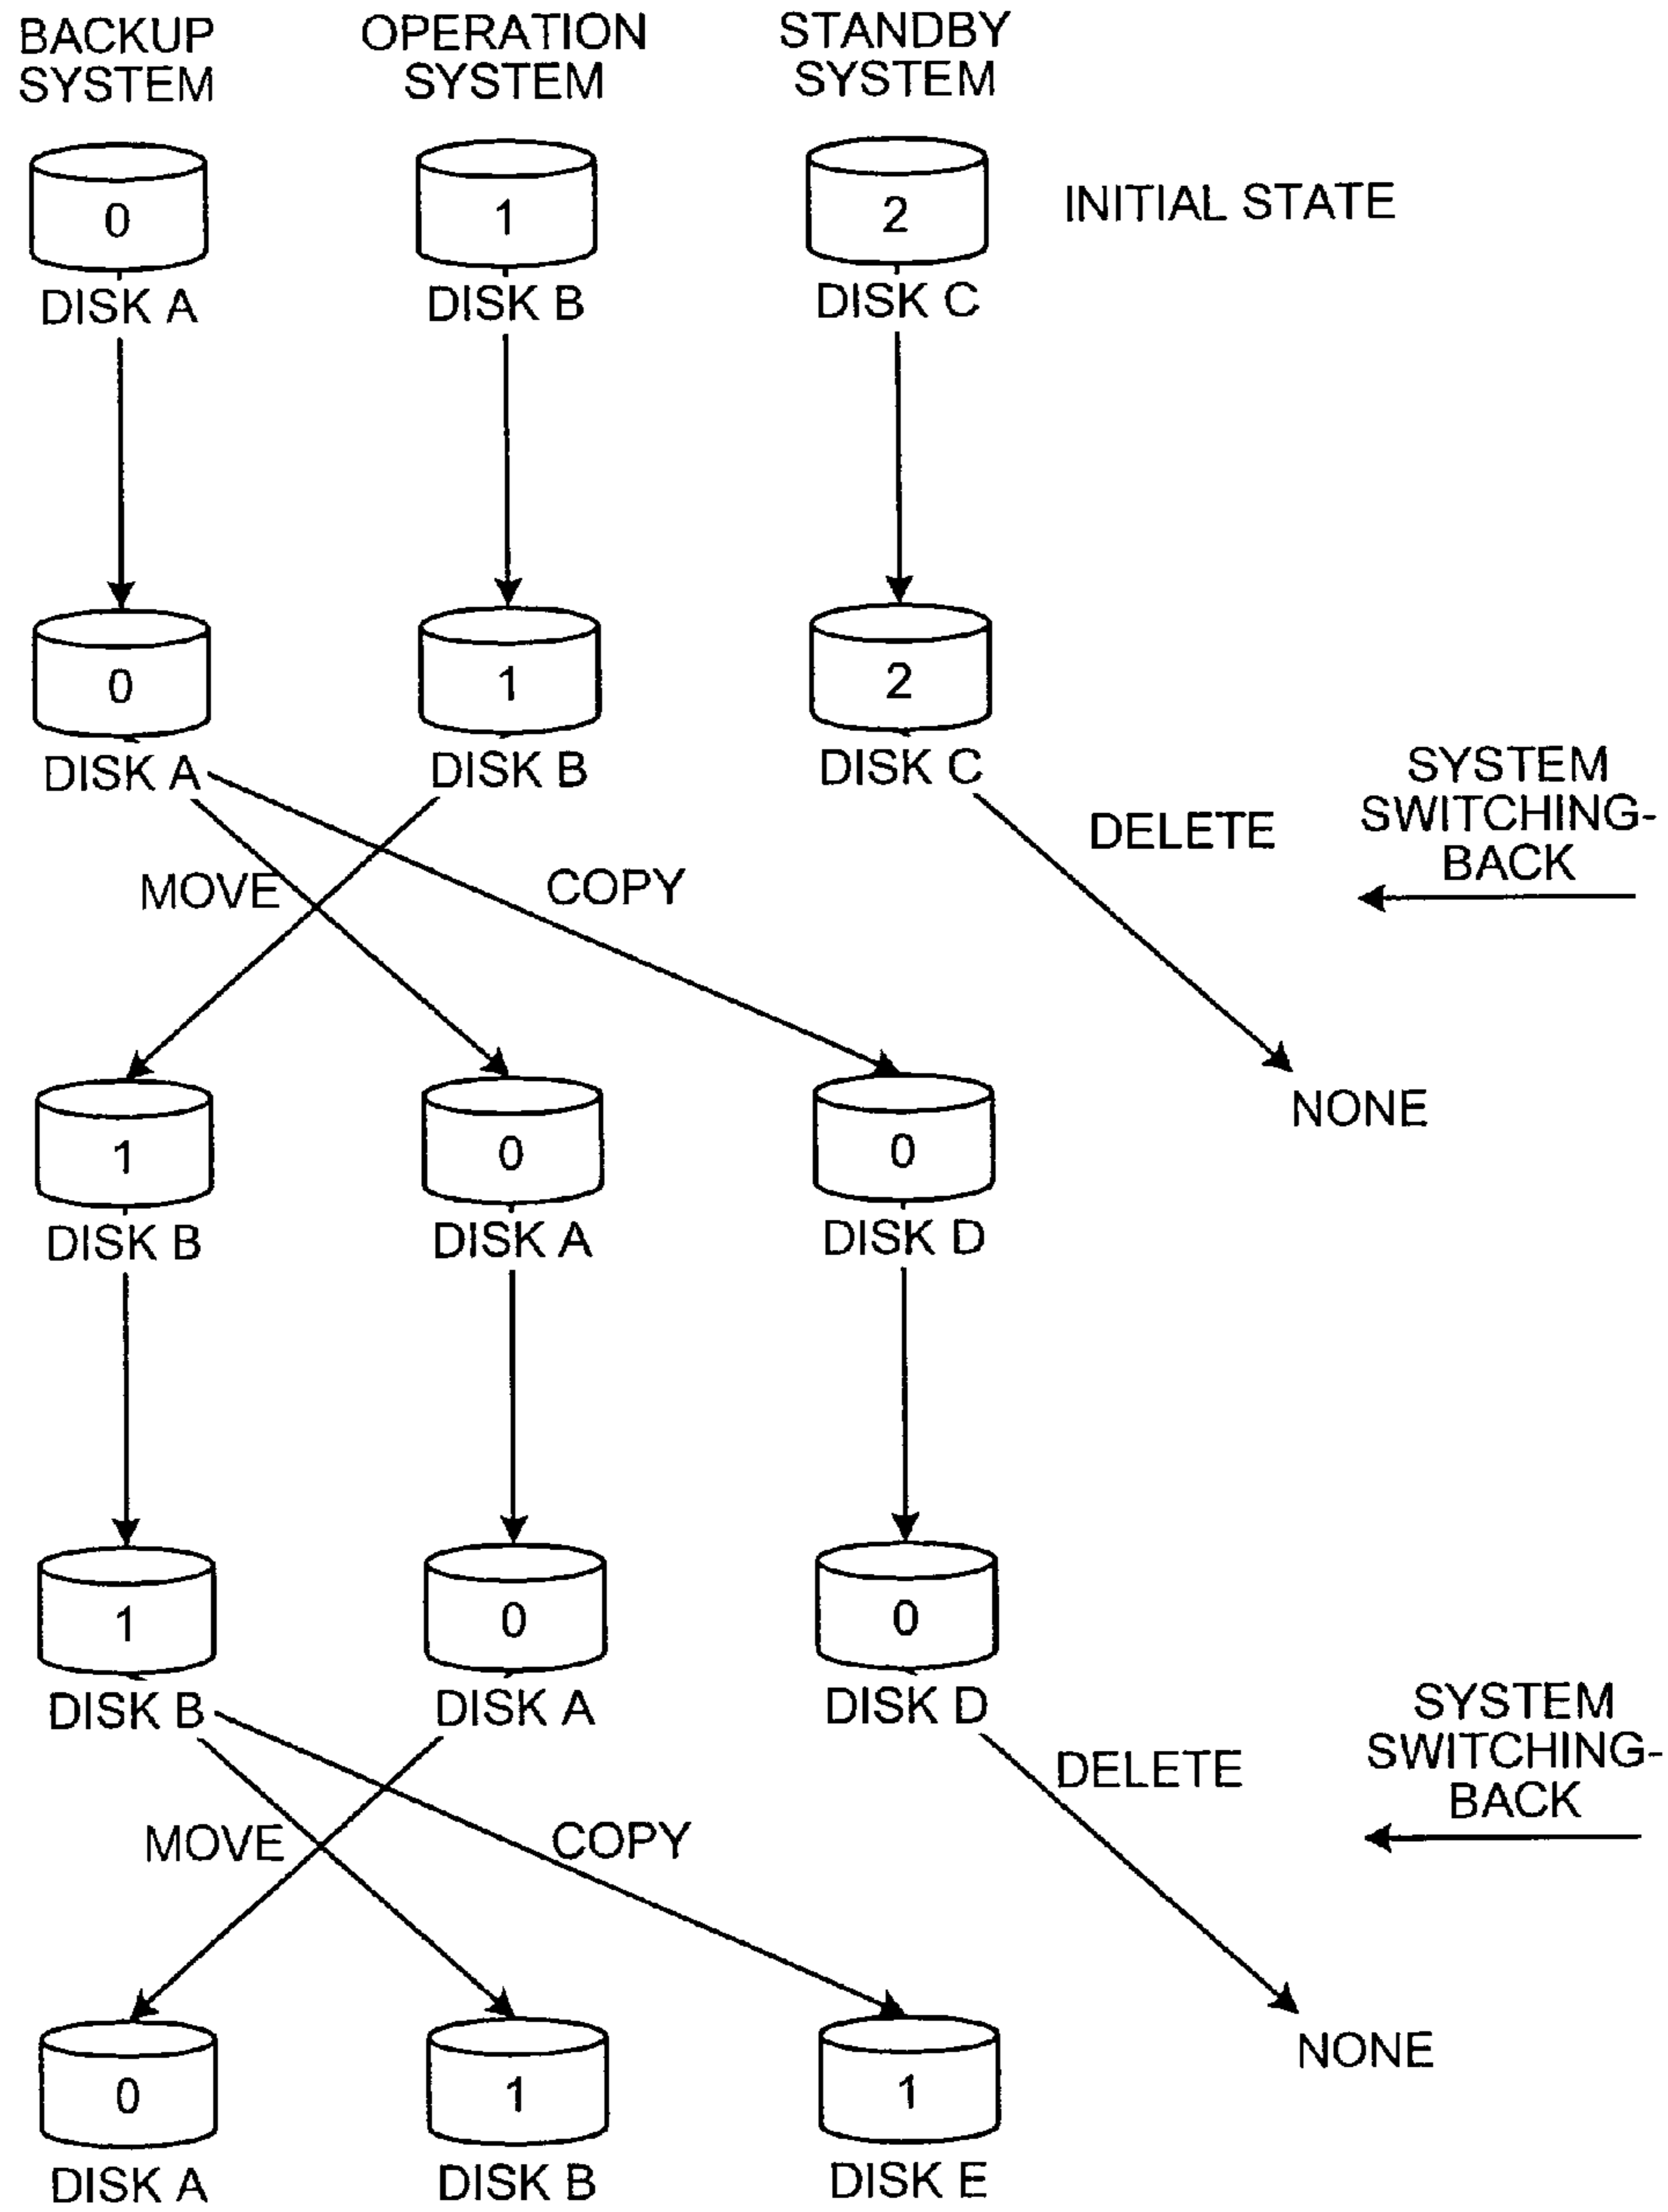 BACKUP
SYSTEM
OPERATION
SYSTEM
STANDBY
SYSTEM
0
1
2
INITIAL STATE
DISK A
DISK B
DISK C
0
1
2
DISK A
DISK B
DISK C
DELETE
SYSTEM
SWITCHING-
BACK
MOVE
COPY
NONE
1
0
0
DISK B
DISK A
DISK D
1
0
0
DISK B
DISK A
DISK D
DELETE
SYSTEM
SWITCHING-
BACK
MOVE
COPY
NONE
0
1
1
DISK A
DISK B
DISK E